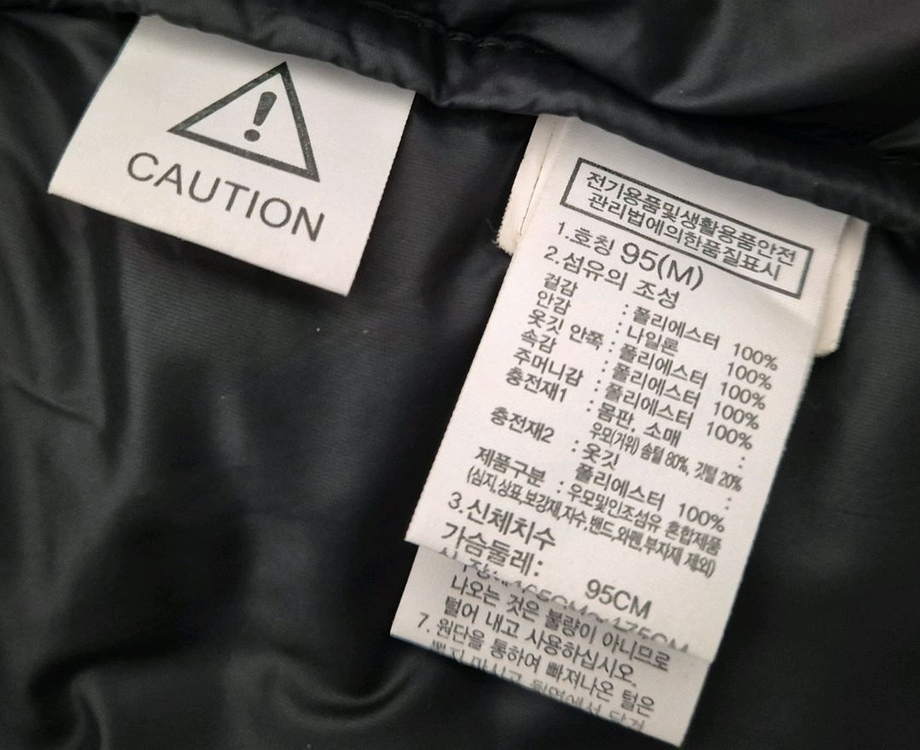 CAUTION
전기용품및생활용품안전
관리법에의한품질표시
1.호칭 95(M)
2.섬유의 조성
겉감 : 폴리에스터 100%
안감 : 나일론 100%
옷깃 안쪽 : 폴리에스터 100%
속감 : 폴리에스터 100%
주머니감 : 폴리에스터 100%
충전재1 : 몸판, 소매 :
우모(거위) 솜털 80%, 깃털 20%
충전재2 : 옷깃 :
폴리에스터 100%
제품구분 : 우모및인조섬유 혼합제품
(심지,상표,보강재,자수,밴드,와펜,부자재 제외)
3.신체치수
가슴둘레: 95CM
나오는 것은 불량이 아니므로
털어 내고 사용하십시오.
7. 원단을 통하여 빠져나온 털은